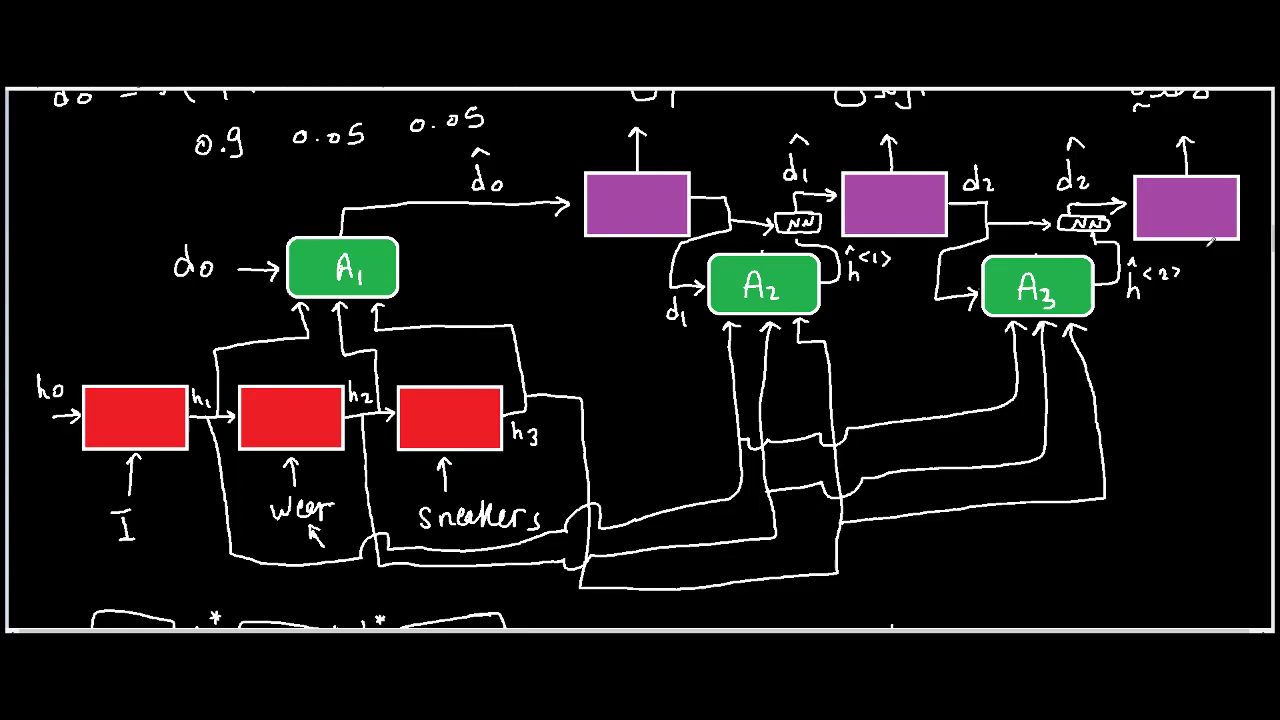 0.9 0.05 0.05
d̂0
d̂1
d2
d̂2
d0
A1
NN
NN
ĥ<1>
ĥ<2>
A2
A3
d1
h0
h1
h2
h3
I
wear
sneakers
*
*